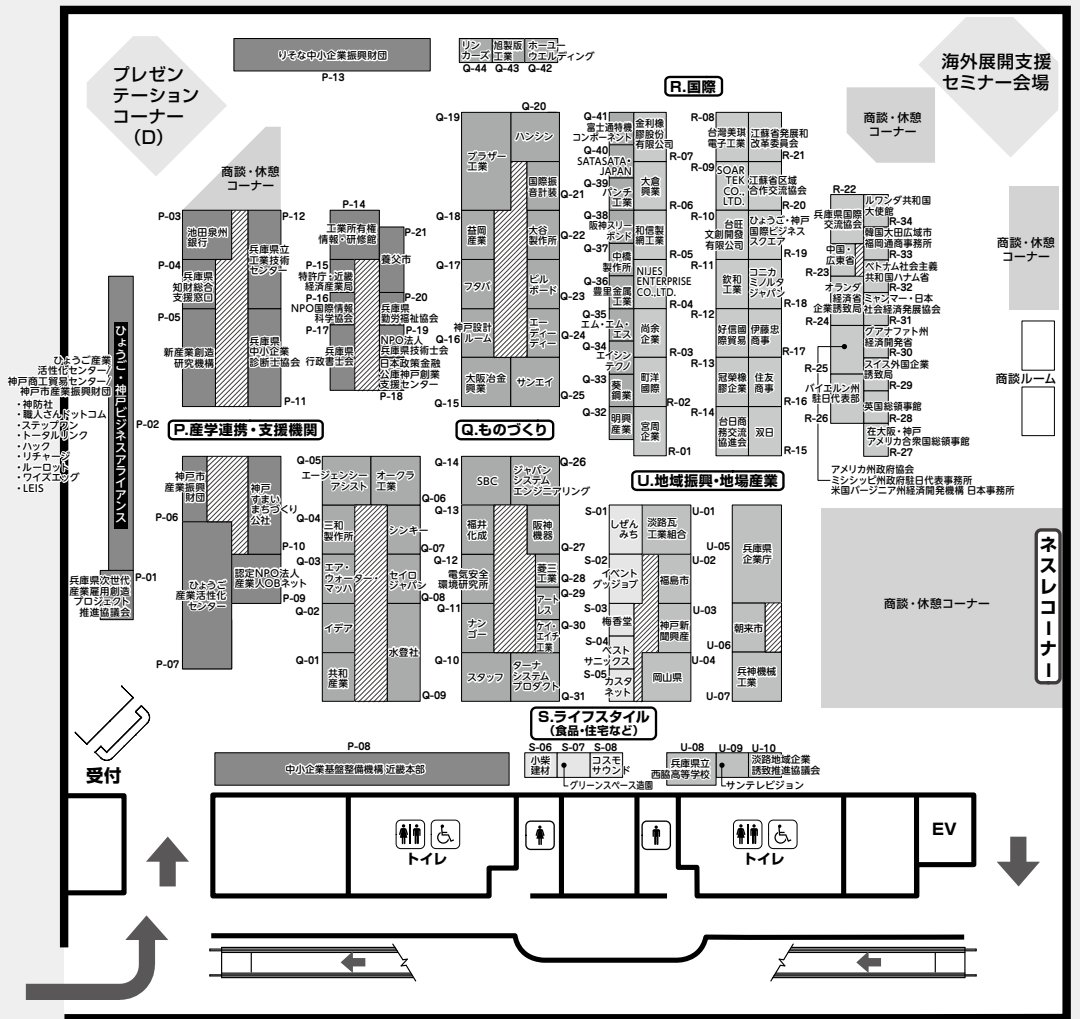 プレゼン
テーション
コーナー
(D)
りそな中小企業振興財団
P-13
リン
カーズ
旭製版
工業
ホーユー
ウエルディング
Q-44
Q-43
Q-42
海外展開支援
セミナー会場
R.国際
商談・休憩
コーナー
商談・休憩
コーナー
P-03
P-12
池田泉州
銀行
兵庫県立
工業技術
センター
P-04
兵庫県
知財総合
支援窓口
P-05
新産業創造
研究機構
兵庫県
中小企業
診断士協会
P-11
P-14
工業所有権
情報・研修館
P-21
養父市
P-15
特許庁・近畿
経済産業局
P-16
NPO国際情報
科学協会
P-20
兵庫県
勤労福祉協会
P-17
兵庫県
行政書士会
P-19
NPO法人
兵庫県技術士会
日本政策金融
公庫神戸創業
支援センター
P-18
Q-20
Q-19
ブラザー
工業
ハンシン
国際振
音計装
Q-21
Q-18
益岡
産業
大谷
製作所
Q-22
Q-17
フタバ
ビル
ボード
Q-23
神戸設計
ルーム
Q-16
エー
ディー
デイー
Q-24
大阪冶金
興業
サンエイ
Q-15
Q-25
Q-41
富士通特機
コンポーネント
金利橡
膠股份
有限公司
Q-40
SATASATA・
JAPAN
R-07
Q-39
パンチ
工業
大倉
興業
R-06
Q-38
阪神スリー
ボンド
和信製
鋼工業
Q-37
中橋
製作所
R-05
NIJES
ENTERPRISE
CO.,LTD.
Q-36
豊里金属
工業
R-04
Q-35
エム・エム・
エス
尚余
企業
Q-34
エイシン
テクノ
R-03
Q-33
葵
鋼業
町洋
國際
R-02
Q-32
明興
産業
宮周
企業
R-01
R-08
台灣美琪
電子工業
江蘇省発展和
改革委員会
R-21
R-09
SOAR
TEK
CO.,
LTD.
江蘇省区域
合作交流協会
R-20
R-10
台旺
文創開發
有限公司
ひょうご・神戸
国際ビジネス
スクエア
R-19
R-11
欽和
工業
コニカ
ミノルタ
ジャパン
R-18
R-12
好信國
際貿易
伊藤忠
商事
R-17
R-13
冠榮橡
膠企業
住友
商事
R-16
R-14
台日商
務交流
協進会
双日
R-15
R-22
兵庫県国際
交流協会
ルワンダ共和国
大使館
R-34
韓国大田広域市
福岡通商事務所
中国・
広東省
R-33
R-23
ベトナム社会主義
共和国ハナム省
R-32
オランダ
経済省
企業誘致局
ミャンマー・日本
社会経済発展協会
R-24
R-31
グアナファト州
経済開発省
R-30
R-25
スイス外国企業
誘致局
R-29
バイエルン州
駐日代表部
R-26
英国総領事館
R-28
在大阪・神戸
アメリカ合衆国総領事館
R-27
アメリカ州政府協会
ミシシッピ州政府駐日代表事務所
米国バージニア州経済開発機構 日本事務所
商談・休憩
コーナー
商談ルーム
ひょうご産業
活性化センター/
神戸商工貿易センター/
神戸市産業振興財団
・神防社
・職人さんドットコム
・ステップワン
・トータルリンク
・ハック
・リチャージ
・ルーロット
・ワイズエッグ
・LEIS
ひょうご・神戸ビジネスアライアンス
P-02
P-01
兵庫県次世代
産業雇用創造
プロジェクト
推進協議会
P.産学連携・支援機関
Q.ものづくり
U.地域振興・地場産業
神戸市
産業振興
財団
神戸
すまい
まちづくり
公社
P-06
P-10
ひょうご
産業活性化
センター
認定NPO法人
産業人OBネット
P-09
P-07
Q-05
エージェンシー
アシスト
オークラ
工業
Q-06
Q-04
三和
製作所
シンキー
Q-07
Q-03
エア・
ウォーター・
マッハ
セイロ
ジャパン
Q-08
Q-02
イデア
水登社
Q-01
共和
産業
Q-09
Q-14
SBC
Q-26
ジャパン
システム
エンジニアリング
Q-13
福井
化成
阪神
機器
Q-27
Q-12
電気安全
環境研究所
菱三
工業
Q-28
Q-29
アート
レス
Q-11
ナン
ゴー
Q-30
ケイ・
エイチ
工業
Q-10
スタッフ
ターナ
システム
プロダクト
Q-31
S-01
しぜん
みち
淡路瓦
工業組合
U-01
S-02
イベント
グッジョブ
U-02
福島市
S-03
梅香堂
U-03
神戸新
聞興産
S-04
ベスト
サニックス
S-05
カスタ
ネット
U-04
岡山県
U-05
兵庫県
企業庁
朝来市
U-06
兵神機械
工業
U-07
商談・休憩コーナー
ネスレコーナー
S.ライフスタイル
(食品・住宅など)
受付
P-08
中小企業基盤整備機構 近畿本部
S-06
S-07
S-08
小柴
建材
コスモ
サウンド
グリーンスペース造園
U-08
U-09
U-10
兵庫県立
西脇高等学校
淡路地域企業
誘致推進協議会
サンテレビジョン
トイレ
トイレ
EV